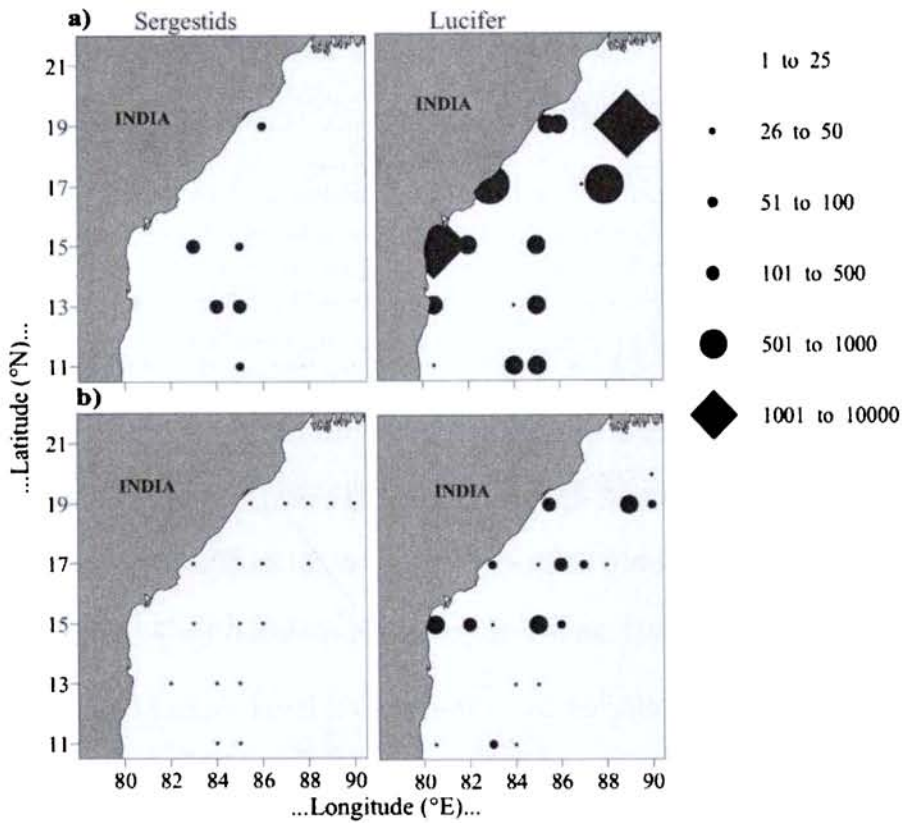 a)
Sergestids
Lucifer
21
19
17
15
13
11
INDIA
INDIA
1 to 25
26 to 50
51 to 100
101 to 500
501 to 1000
1001 to 10000
...Latitude (°N)...
b)
21
19
17
15
13
11
INDIA
INDIA
80 82 84 86 88 90
80 82 84 86 88 90
...Longitude (°E)...